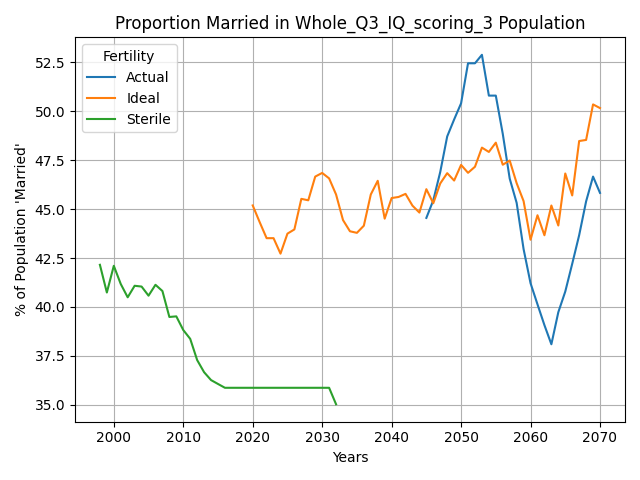 Proportion Married in Whole_Q3_IQ_scoring_3 Population
Fertility
Actual
Ideal
Sterile
% of Population 'Married'
52.5
50.0
47.5
45.0
42.5
40.0
37.5
35.0
2000 2010 2020 2030 2040 2050 2060 2070
Years